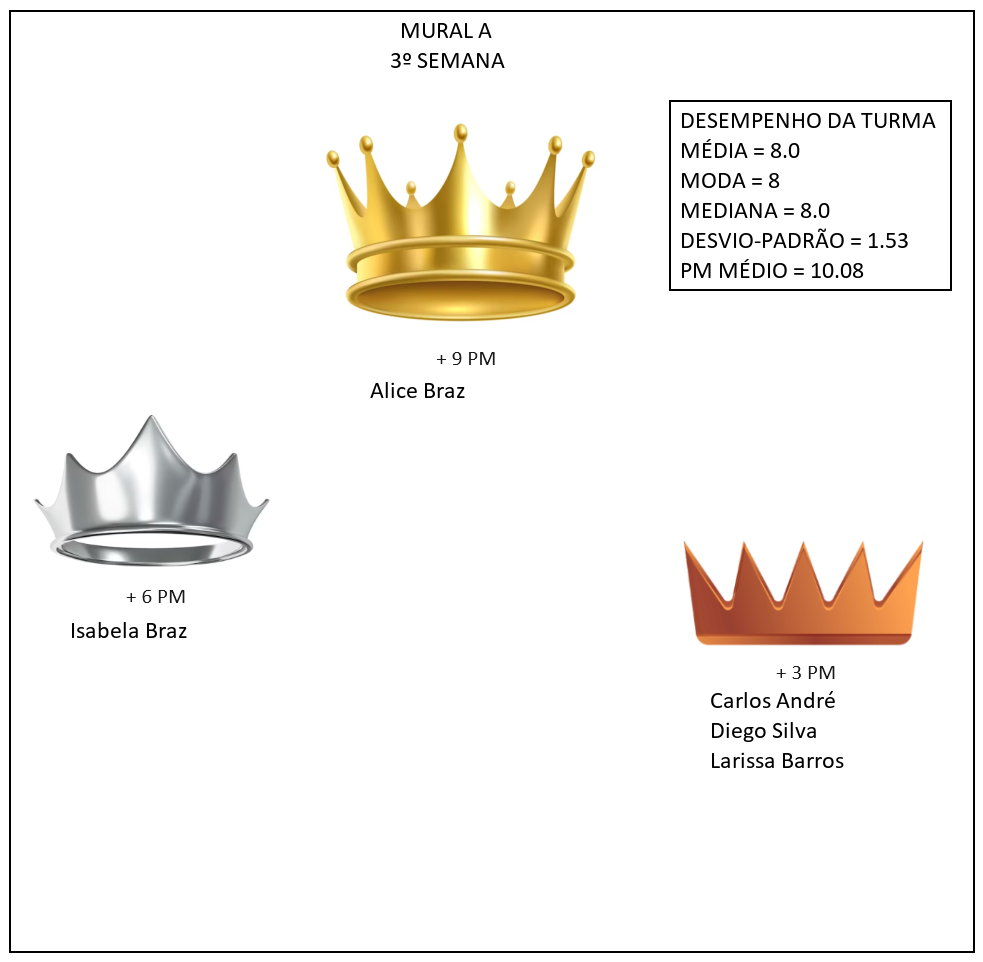 MURAL A
3º SEMANA
DESEMPENHO DA TURMA
MÉDIA = 8.0
MODA = 8
MEDIANA = 8.0
DESVIO-PADRÃO = 1.53
PM MÉDIO = 10.08
+ 9 PM
Alice Braz
+ 6 PM
Isabela Braz
+ 3 PM
Carlos André
Diego Silva
Larissa Barros